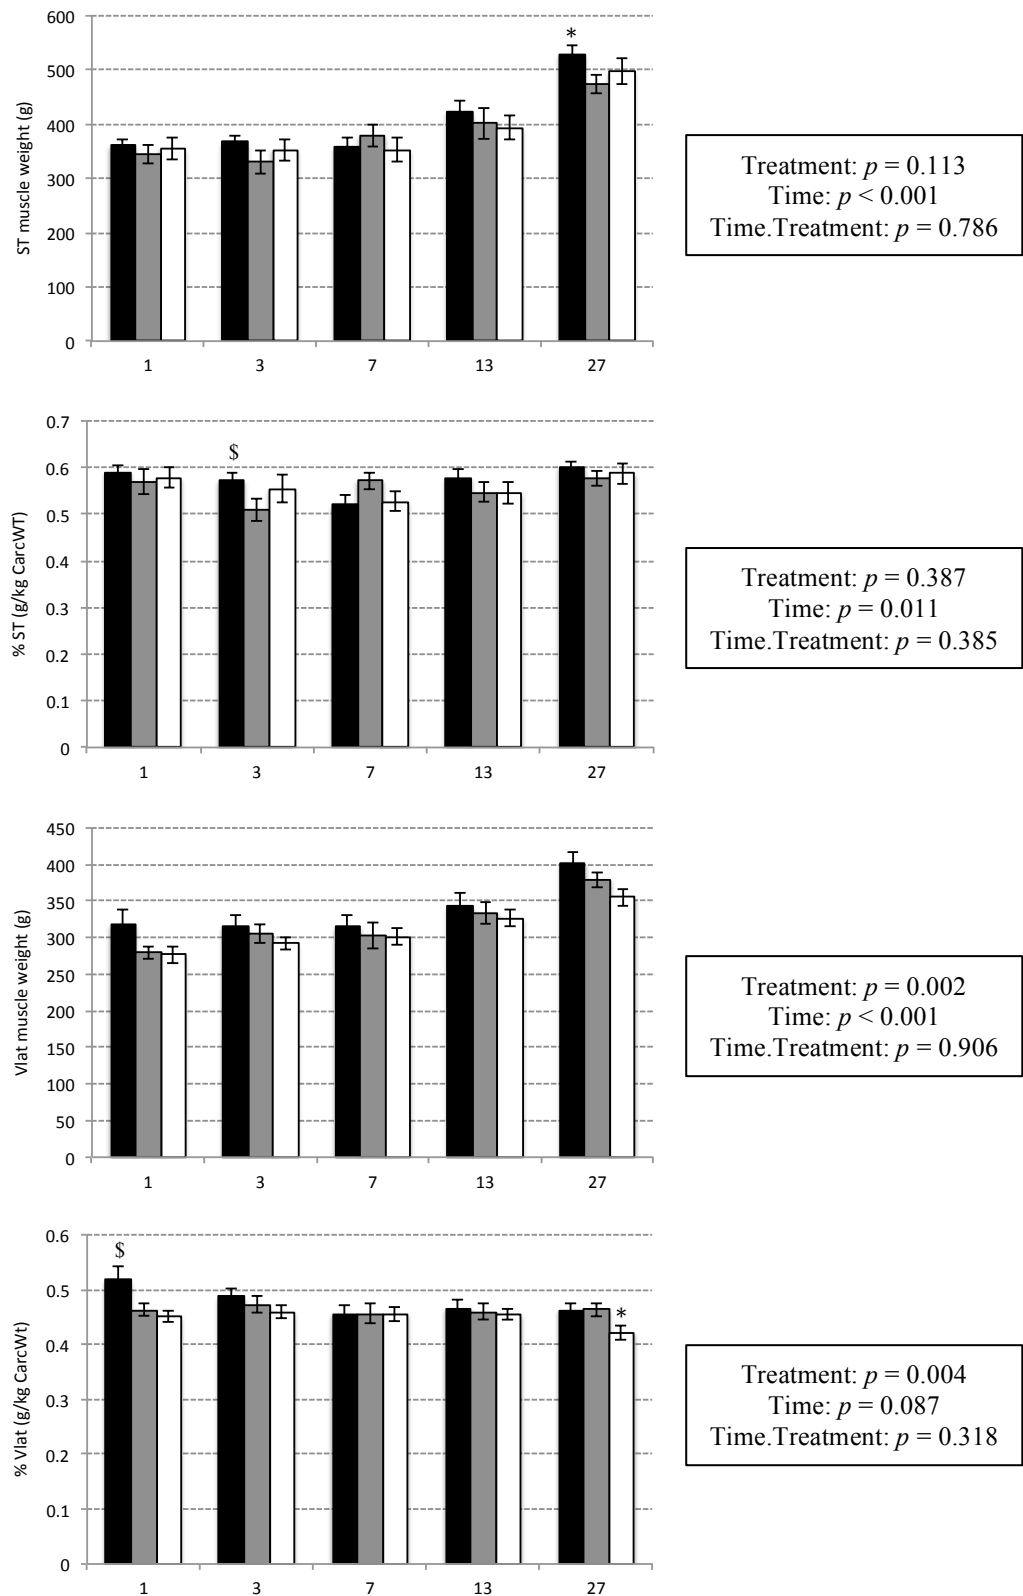 600
500
400
300
200
100
0
ST muscle weight (g)
*
1 3 7 13 27
Treatment: p = 0.113
Time: p < 0.001
Time.Treatment: p = 0.786
0.7
0.6
0.5
0.4
0.3
0.2
0.1
0
% ST (g/kg CarcWT)
$
1 3 7 13 27
Treatment: p = 0.387
Time: p = 0.011
Time.Treatment: p = 0.385
450
400
350
300
250
200
150
100
50
0
Vlat muscle weight (g)
1 3 7 13 27
Treatment: p = 0.002
Time: p < 0.001
Time.Treatment: p = 0.906
0.6
0.5
0.4
0.3
0.2
0.1
0
% Vlat (g/kg CarcWt)
$
*
1 3 7 13 27
Treatment: p = 0.004
Time: p = 0.087
Time.Treatment: p = 0.318